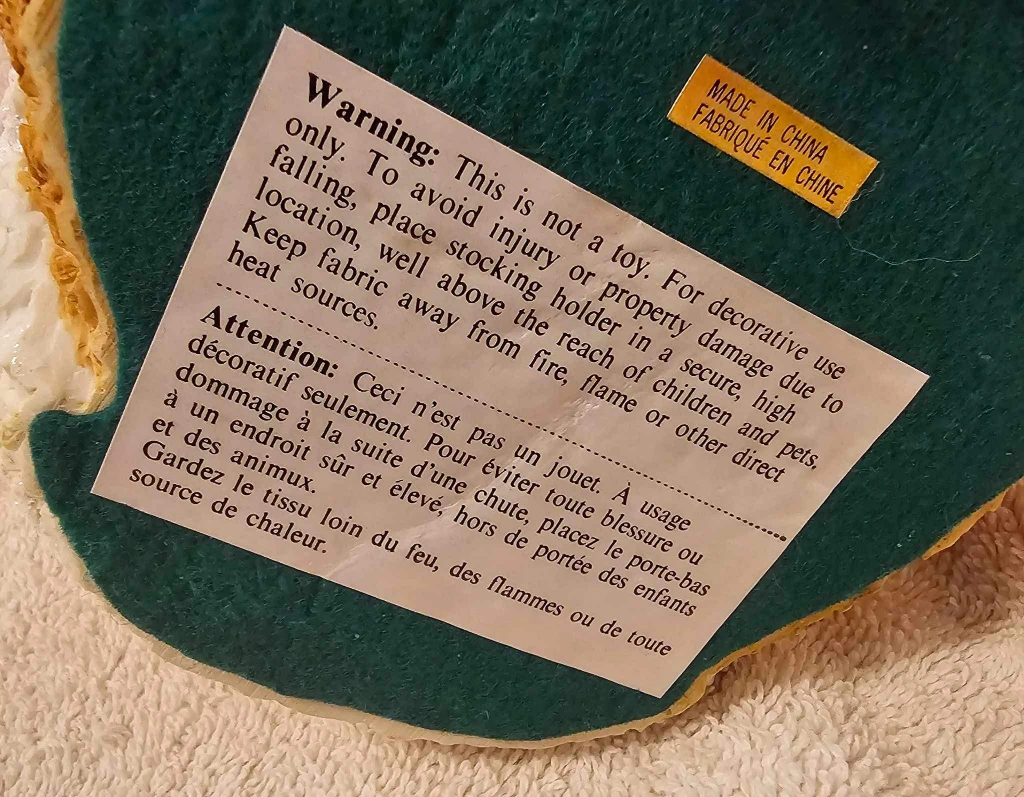 Warning: This is not a toy. For decorative use
only. To avoid injury or property damage due to
falling, place stocking holder in a secure, high
location, well above the reach of children and pets,
Keep fabric away from fire, flame or other direct
heat sources.
Attention: Ceci n'est pas un jouet. À usage
décoratif seulement. Pour éviter toute blessure ou
dommage à la suite d'une chute, placez le porte-bas
à un endroit sûr et élevé, hors de portée des enfants
et des animux.
Gardez le tissu loin du feu, des flammes ou de toute
source de chaleur.
MADE IN CHINA
FABRIQUÉ EN CHINE